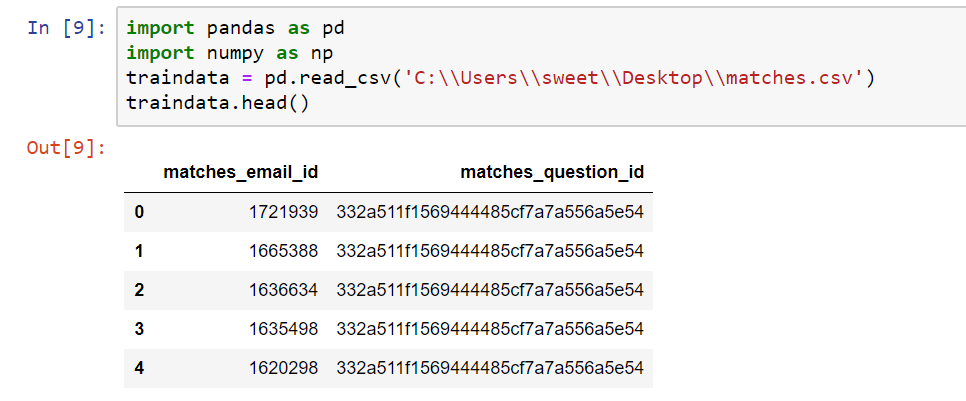 In [9]: import pandas as pd
import numpy as np
traindata = pd.read_csv('C:\\Users\\sweet\\Desktop\\matches.csv')
traindata.head()
Out[9]:
matches_email_id matches_question_id
0 1721939 332a511f1569444485cf7a7a556a5e54
1 1665388 332a511f1569444485cf7a7a556a5e54
2 1636634 332a511f1569444485cf7a7a556a5e54
3 1635498 332a511f1569444485cf7a7a556a5e54
4 1620298 332a511f1569444485cf7a7a556a5e54